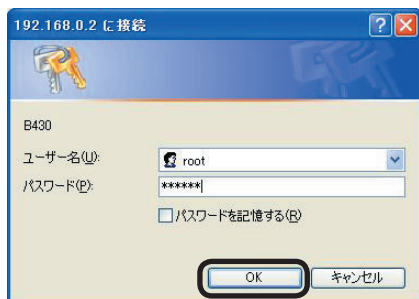 192.168.0.2 に接続
B430
ユーザー名(U):
root
パスワード(P):
******
パスワードを記憶する(R)
OK
キャンセル